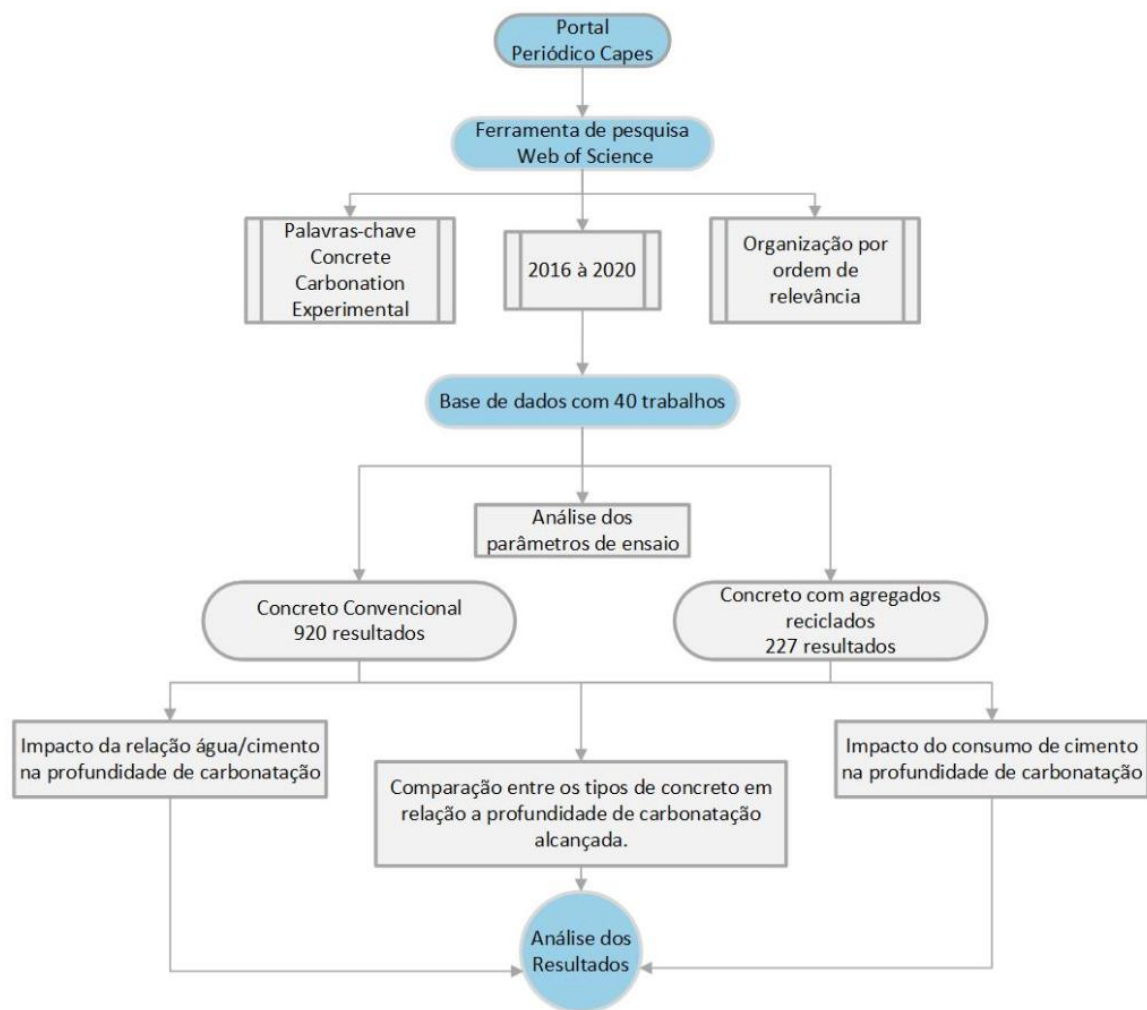 Portal
Periódico Capes
Ferramenta de pesquisa
Web of Science
Palavras-chave
Concrete
Carbonation
Experimental
2016 à 2020
Organização por
ordem de
relevância
Base de dados com 40 trabalhos
Análise dos
parâmetros de ensaio
Concreto Convencional
920 resultados
Concreto com agregados
reciclados
227 resultados
Impacto da relação água/cimento
na profundidade de carbonatação
Comparação entre os tipos de concreto em
relação a profundidade de carbonatação
alcançada.
Impacto do consumo de cimento
na profundidade de carbonatação
Análise dos
Resultados